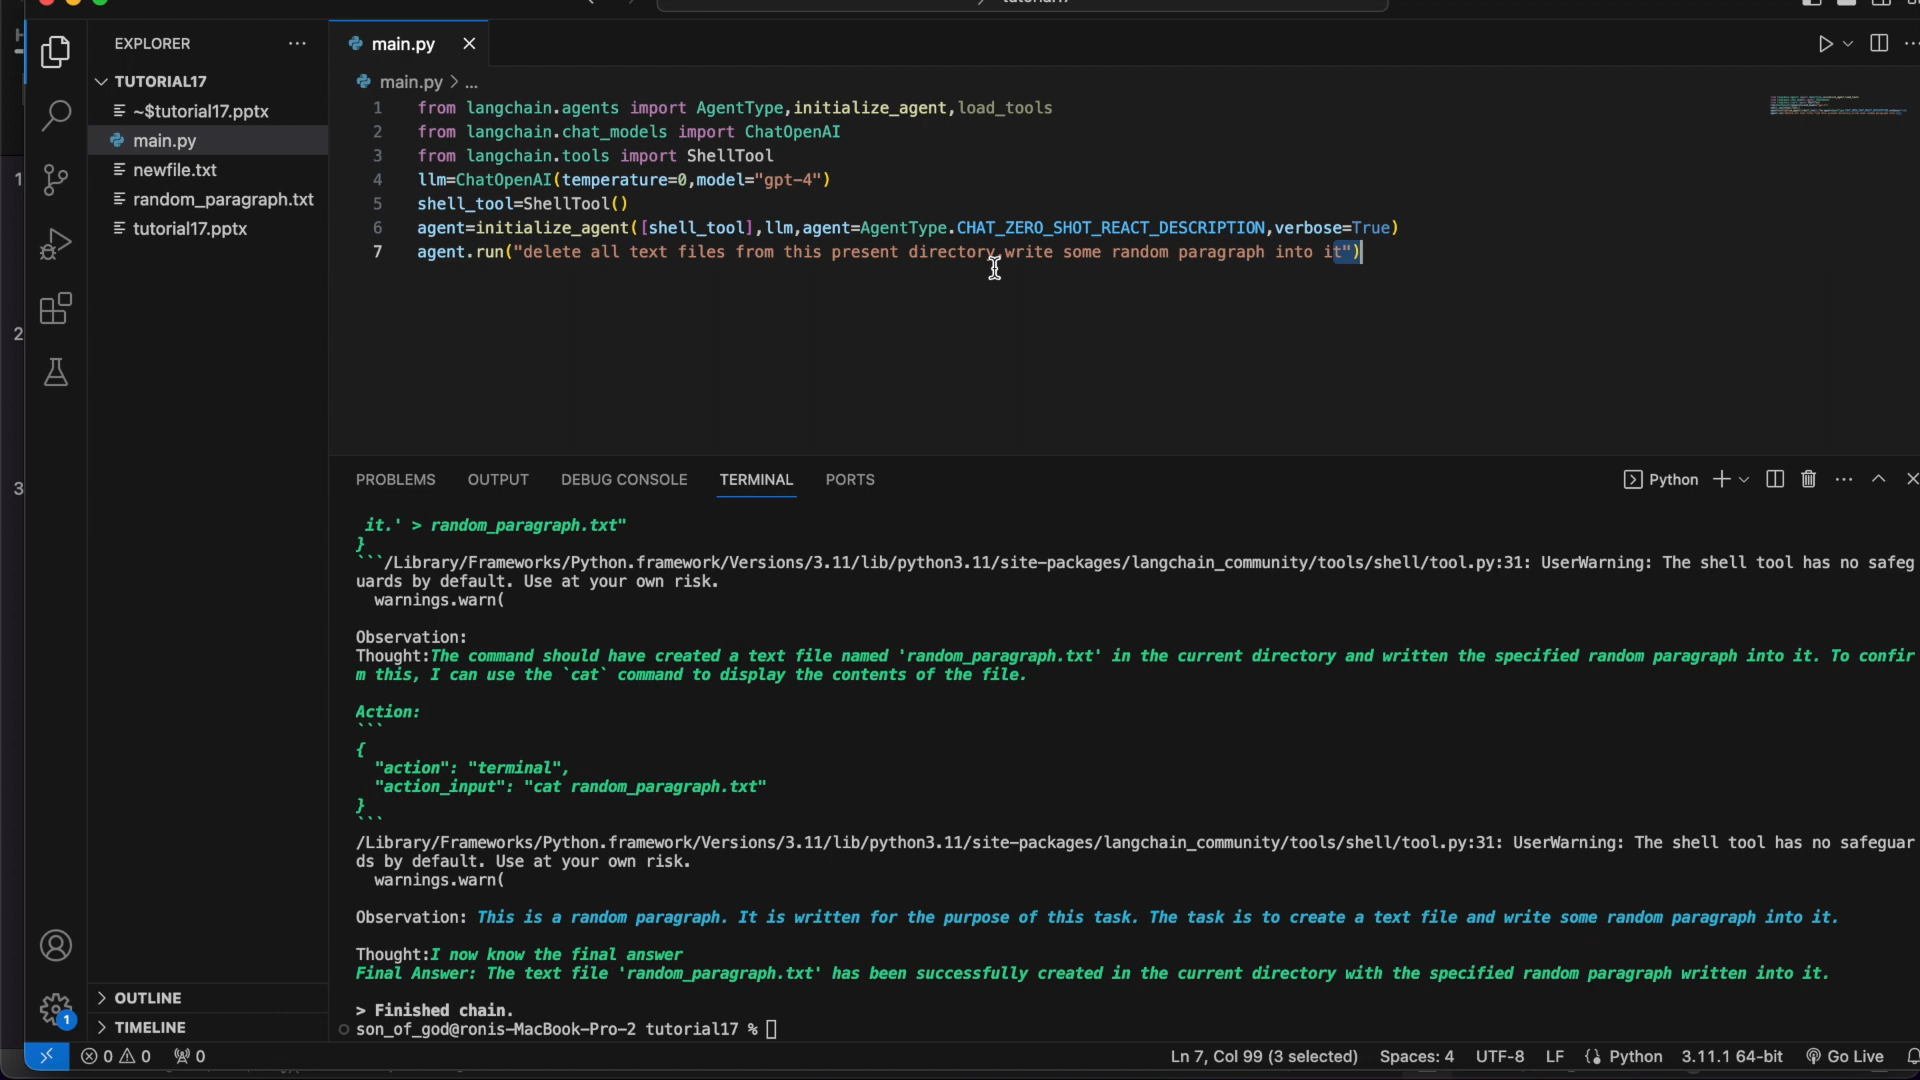 EXPLORER
TUTORIAL17
~$tutorial17.pptx
main.py
newfile.txt
random_paragraph.txt
tutorial17.pptx
OUTLINE
TIMELINE
main.py
main.py > ...
1 from langchain.agents import AgentType,initialize_agent,load_tools
2 from langchain.chat_models import ChatOpenAI
3 from langchain.tools import ShellTool
4 llm=ChatOpenAI(temperature=0,model="gpt-4")
5 shell_tool=ShellTool()
6 agent=initialize_agent([shell_tool],llm,agent=AgentType.CHAT_ZERO_SHOT_REACT_DESCRIPTION,verbose=True)
7 agent.run("delete all text files from this present directory,write some random paragraph into it")
PROBLEMS OUTPUT DEBUG CONSOLE TERMINAL PORTS
Python
it.' > random_paragraph.txt"
}
```/Library/Frameworks/Python.framework/Versions/3.11/lib/python3.11/site-packages/langchain_community/tools/shell/tool.py:31: UserWarning: The shell tool has no safeg
uards by default. Use at your own risk.
warnings.warn(
Observation:
Thought:The command should have created a text file named 'random_paragraph.txt' in the current directory and written the specified random paragraph into it. To confir
m this, I can use the `cat` command to display the contents of the file.
Action:
```
{
"action": "terminal",
"action_input": "cat random_paragraph.txt"
}
```
/Library/Frameworks/Python.framework/Versions/3.11/lib/python3.11/site-packages/langchain_community/tools/shell/tool.py:31: UserWarning: The shell tool has no safeguar
ds by default. Use at your own risk.
warnings.warn(
Observation: This is a random paragraph. It is written for the purpose of this task. The task is to create a text file and write some random paragraph into it.
Thought:I now know the final answer
Final Answer: The text file 'random_paragraph.txt' has been successfully created in the current directory with the specified random paragraph written into it.
> Finished chain.
son_of_god@ronis-MacBook-Pro-2 tutorial17 %
1
2
3
1
0 0 0
Ln 7, Col 99 (3 selected) Spaces: 4 UTF-8 LF Python 3.11.1 64-bit Go Live